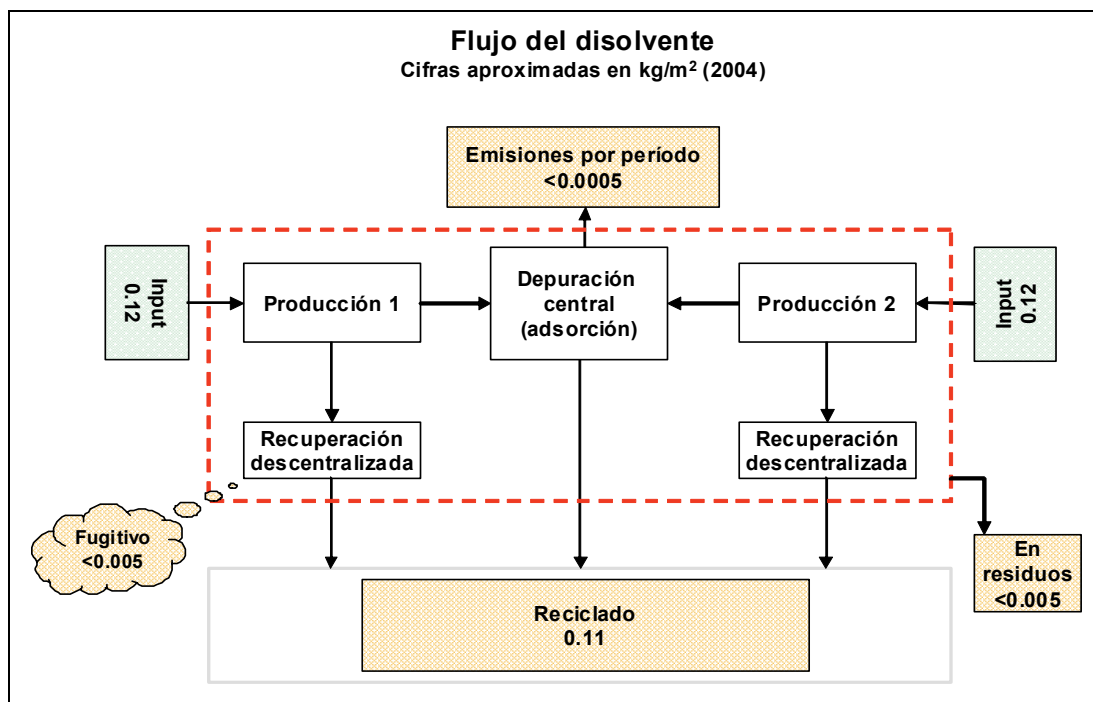 Flujo del disolvente
Cifras aproximadas en kg/m² (2004)
Emisiones por período
<0.0005
Input
0.12
Producción 1
Depuración
central
(adsorción)
Producción 2
Input
0.12
Recuperación
descentralizada
Recuperación
descentralizada
Fugitivo
<0.005
En
residuos
<0.005
Reciclado
0.11